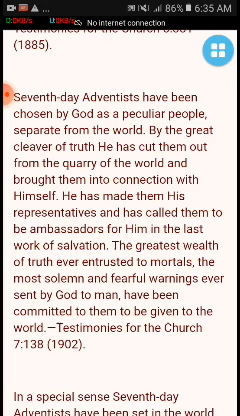 86% 6:35 AM
0:0KB/s U:0KB/s No internet connection
(1885).
Seventh-day Adventists have been
chosen by God as a peculiar people,
separate from the world. By the great
cleaver of truth He has cut them out
from the quarry of the world and
brought them into connection with
Himself. He has made them His
representatives and has called them to
be ambassadors for Him in the last
work of salvation. The greatest wealth
of truth ever entrusted to mortals, the
most solemn and fearful warnings ever
sent by God to man, have been
committed to them to be given to the
world.—Testimonies for the Church
7:138 (1902).
In a special sense Seventh-day
Adventists have been set in the world